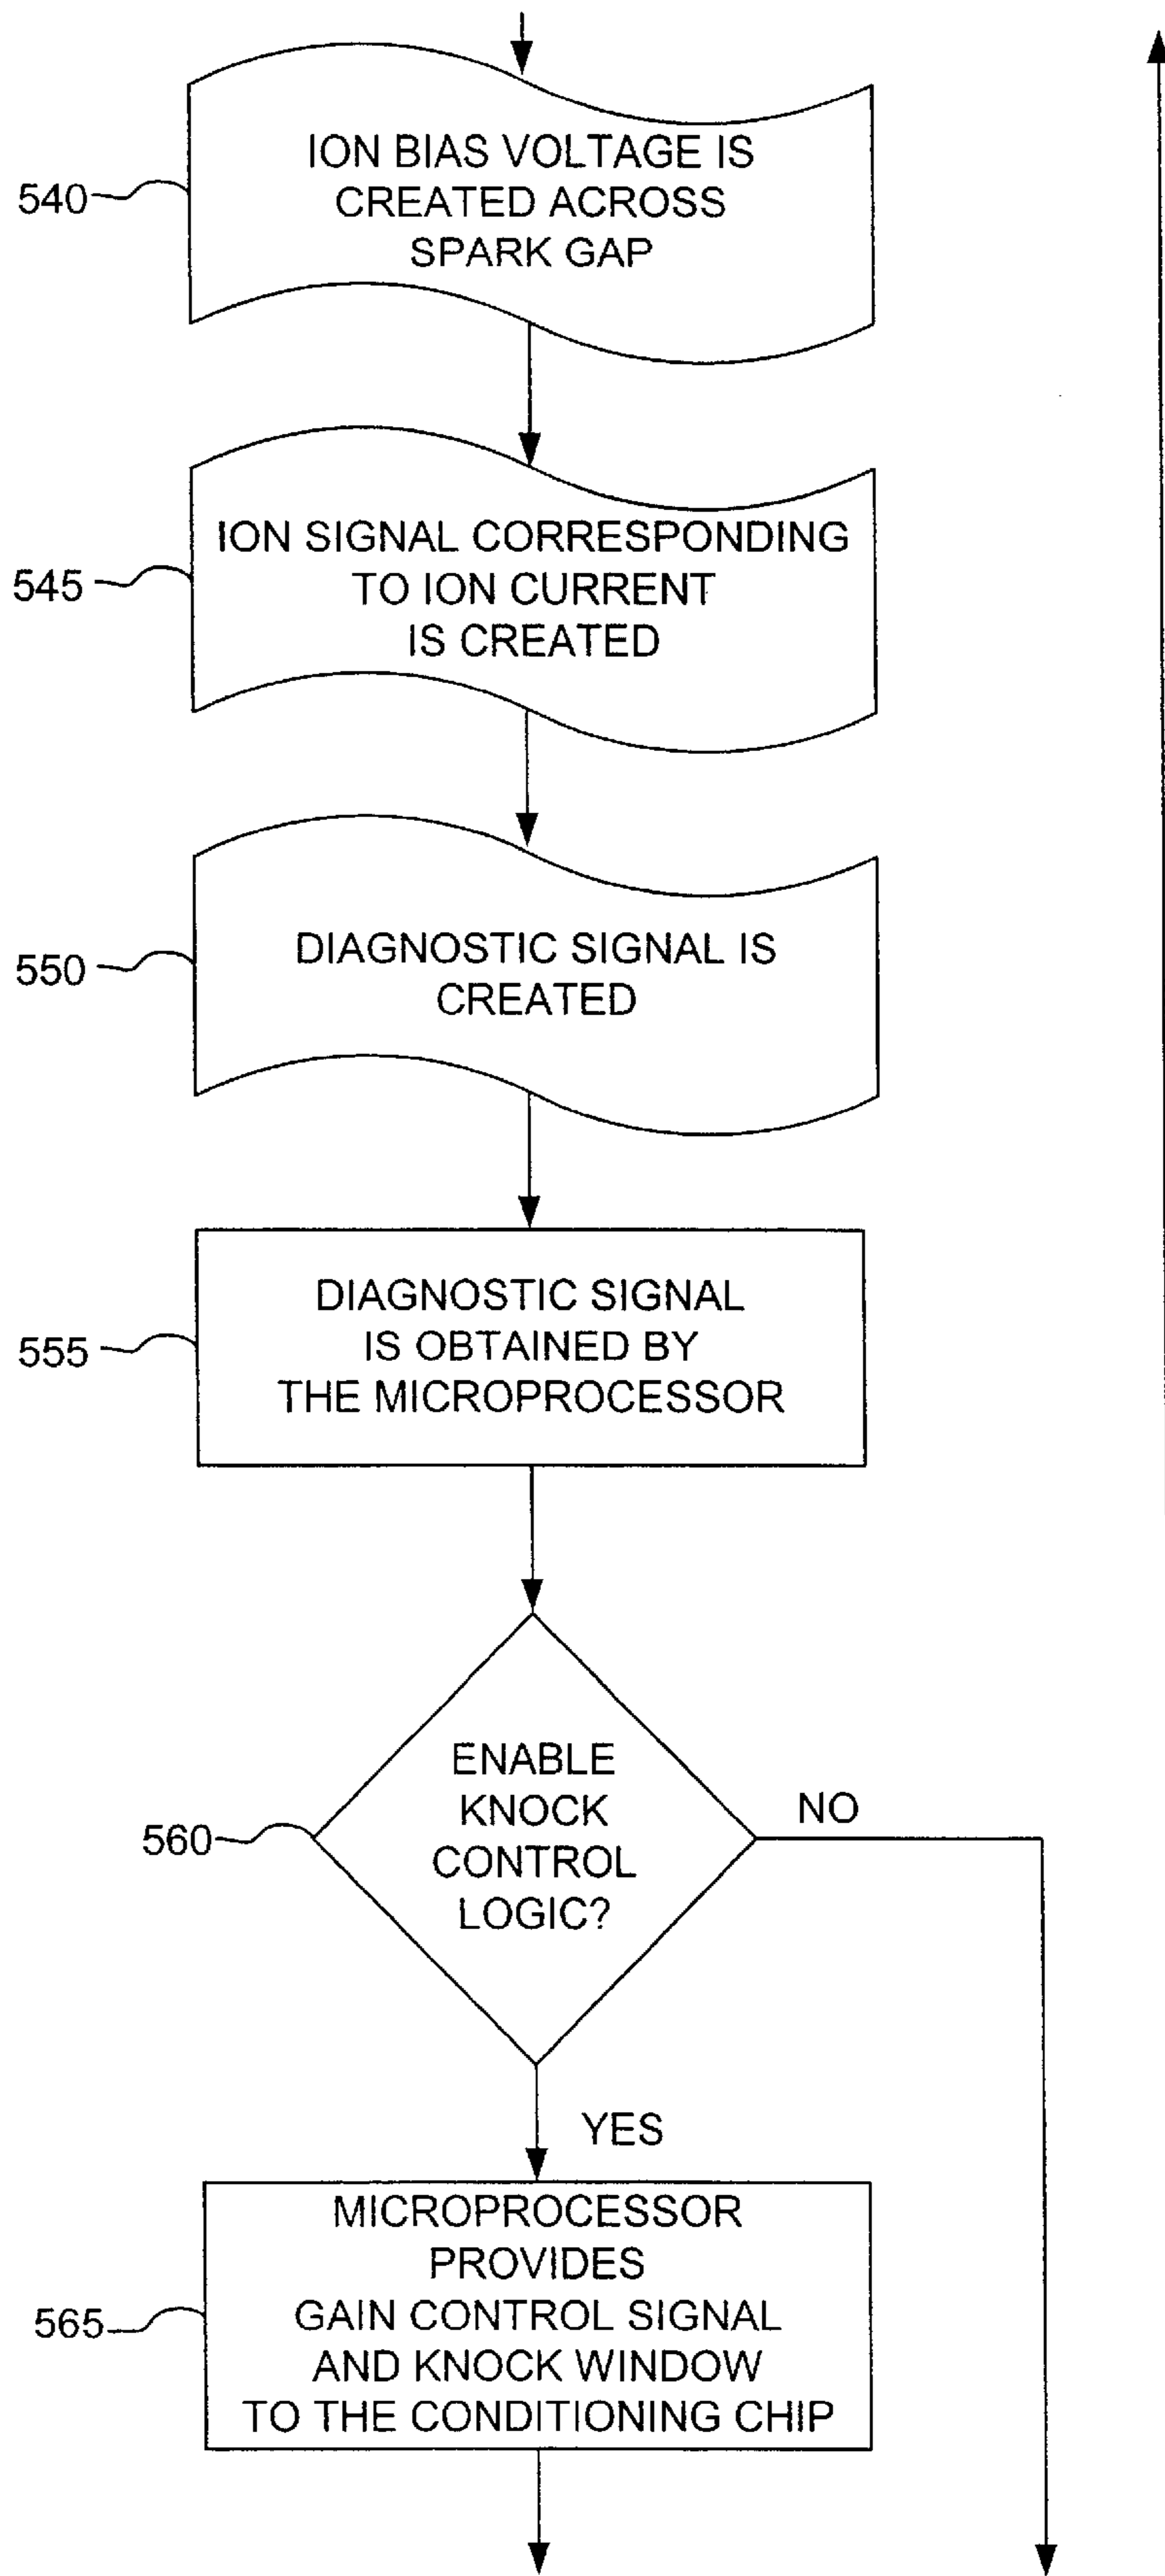 ION BIAS VOLTAGE IS
CREATED ACROSS
SPARK GAP
540
ION SIGNAL CORRESPONDING
TO ION CURRENT
IS CREATED
545
DIAGNOSTIC SIGNAL IS
CREATED
550
DIAGNOSTIC SIGNAL
IS OBTAINED BY
THE MICROPROCESSOR
555
ENABLE
KNOCK
CONTROL
LOGIC?
560
NO
YES
MICROPROCESSOR
PROVIDES
GAIN CONTROL SIGNAL
AND KNOCK WINDOW
TO THE CONDITIONING CHIP
565